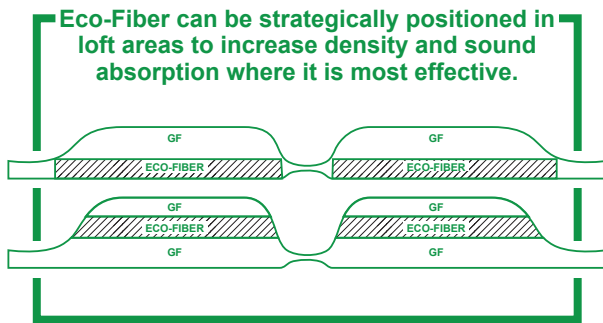 Eco-Fiber can be strategically positioned in
loft areas to increase density and sound
absorption where it is most effective.
GF GF
ECO-FIBER ECO-FIBER
GF GF
ECO-FIBER ECO-FIBER
GF GF